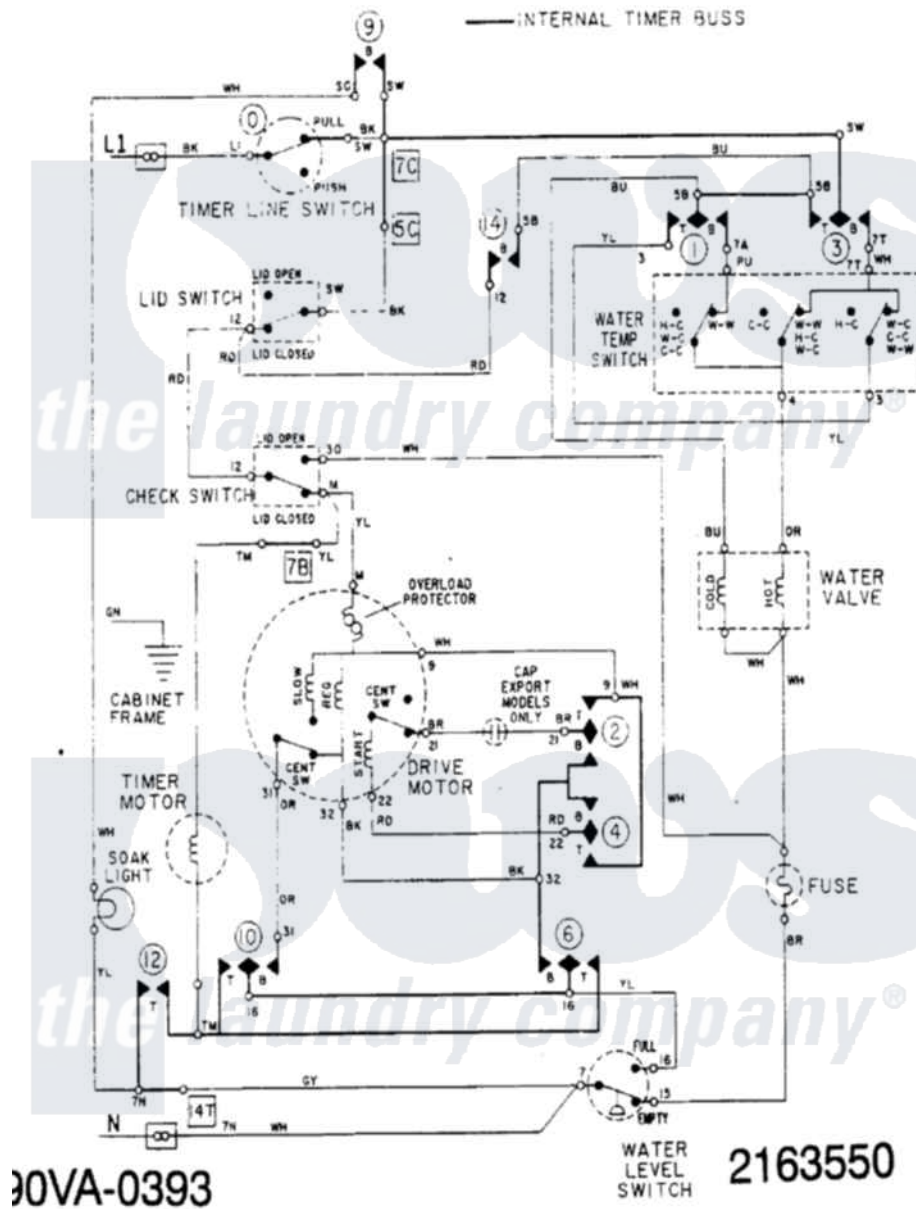 INTERNAL TIMER BUSS
9
B
WH
SG
SW
0
PULL
BK
SW
SW
L1
BK
L1
7C
BU
PUSH
BU
5B
5B
TIMER LINE SWITCH
5B
14
T
B
T
B
15C
B
YL
3
1
7A
3
7T
LID OPEN
PU
7T
WH
LID SWITCH
SW
12
12
BK
WATER
TEMP
SWITCH
H-C
W-C
C-C
W-W
C-C
W-W
H-C
W-C
H-C
W-C
C-C
W-W
LID CLOSED
RD
RD
RD
4
3
the laundry company®
YL
LID OPEN
30
WH
12
CHECK SWITCH
M
LID CLOSED
YL
BU
OR
TM
YL
7B
M
OVERLOAD
PROTECTOR
COLD
HOT
WATER
VALVE
GN
WH
9
WH
9
WH
SLOW
REG
CAP
EXPORT
MODELS
ONLY
WH
CABINET
FRAME
CENT
SW
T
BR
21
BR
21
2
START
B
CENT
SW
DRIVE
MOTOR
TIMER
MOTOR
31
OR
32
BK
22
RD
RD
22
B
4
T
WH
WH
SOAK
LIGHT
BK
32
FUSE
OR
BR
31
12
10
6
YL
T
T
B
B
T
YL
16
16
the laundry company®
TM
FULL
16
7
GY
15
7N
14T
EMPTY
N
7N
WH
WATER
LEVEL
SWITCH
90VA-0393
2163550